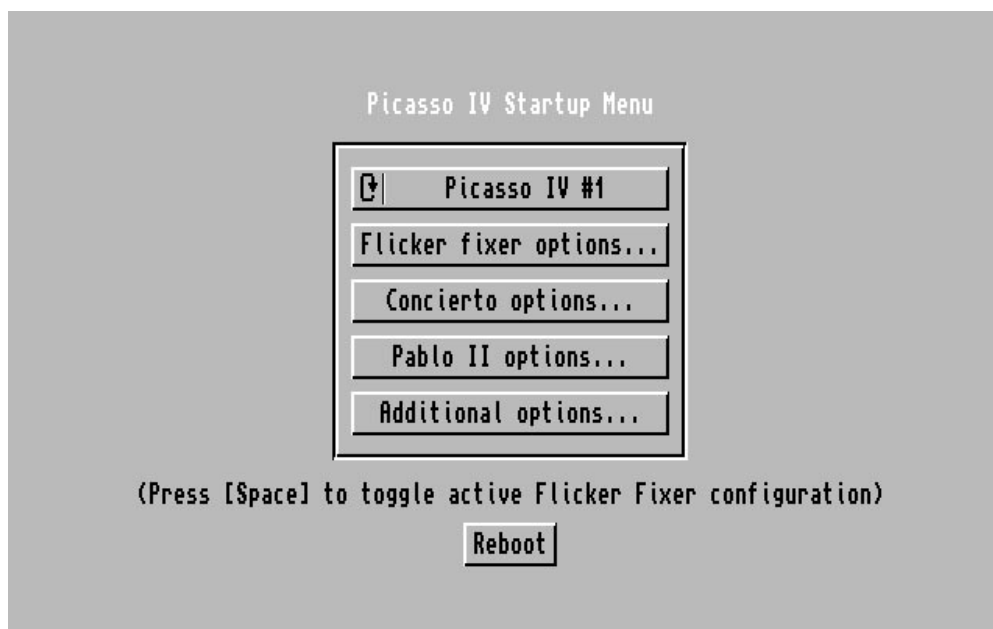 Picasso IV Startup Menu
Picasso IV #1
Flicker fixer options...
Concierto options...
Pablo II options...
Additional options...
(Press [Space] to toggle active Flicker Fixer configuration)
Reboot